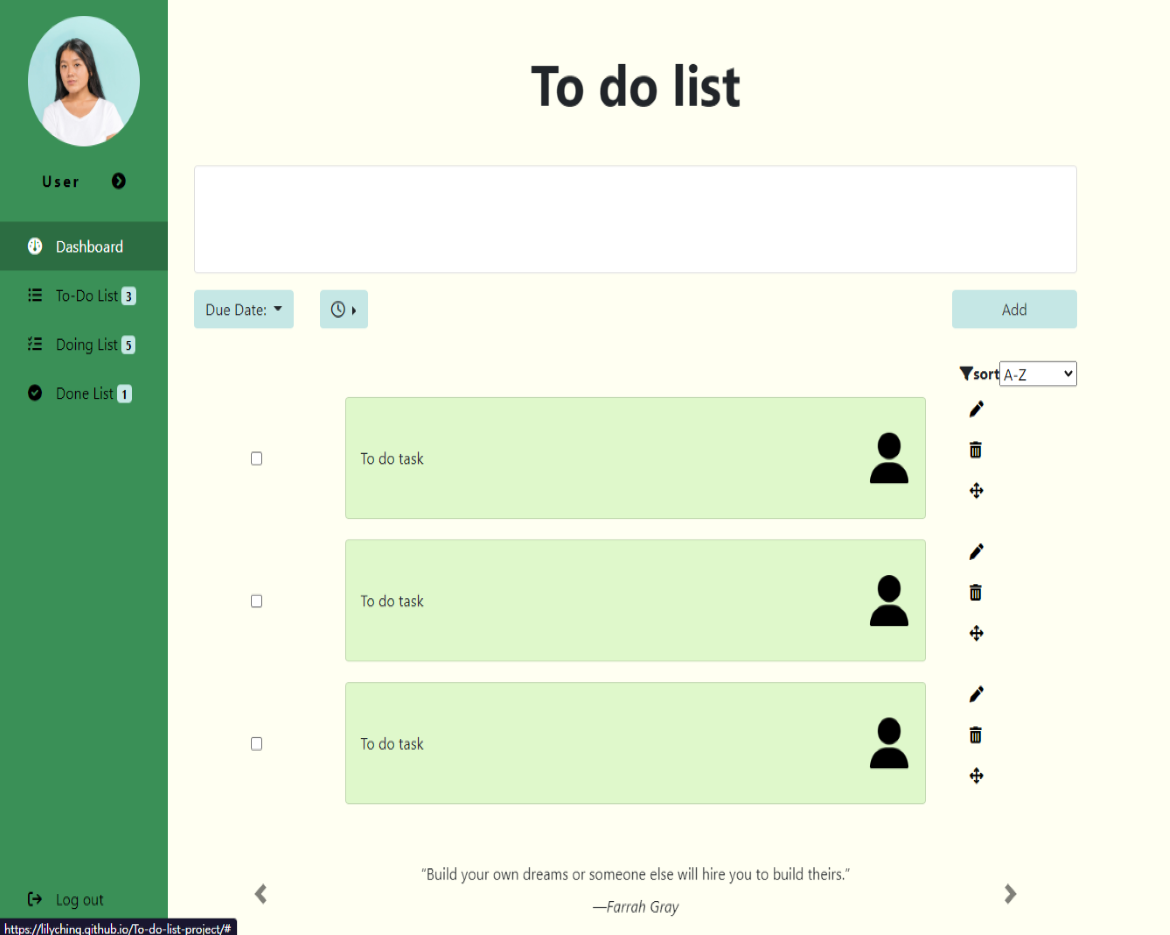 To do list
User
Dashboard
To-Do List 3
Doing List 5
Done List 1
Due Date:
Add
sort A-Z
To do task
To do task
To do task
“Build your own dreams or someone else will hire you to build theirs.”
—Farrah Gray
Log out
https://lilyching.github.io/To-do-list-project/#